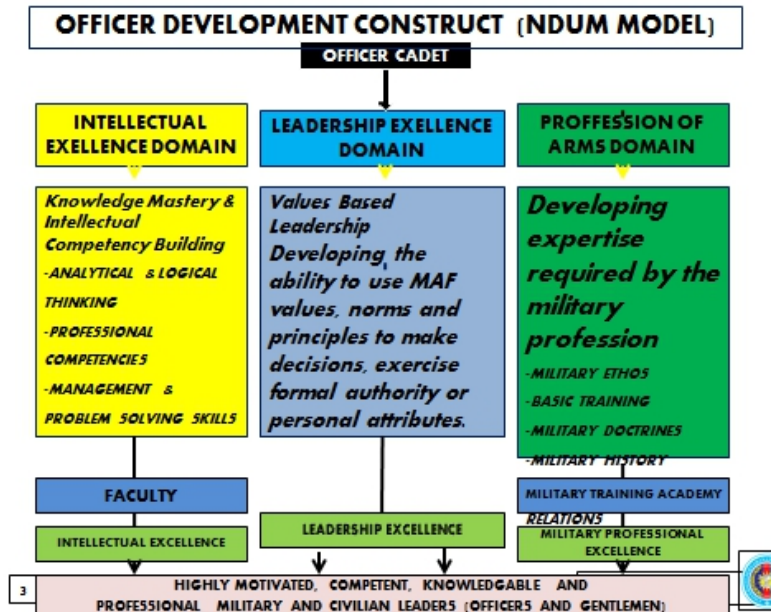 OFFICER DEVELOPMENT CONSTRUCT (NDUM MODEL)
OFFICER CADET
INTELLECTUAL
EXELLENCE DOMAIN
Knowledge Mastery &
Intellectual
Competency Building
-ANALYTICAL & LOGICAL
THINKING
-PROFESSIONAL
COMPETENCIES
-MANAGEMENT &
PROBLEM SOLVING SKILLS
FACULTY
INTELLECTUAL EXCELLENCE
LEADERSHIP EXELLENCE
DOMAIN
Values Based
Leadership
Developing the
ability to use MAF
values, norms and
principles to make
decisions, exercise
formal authority or
personal attributes.
LEADERSHIP EXCELLENCE
PROFFESSION OF
ARMS DOMAIN
Developing
expertise
required by the
military
profession
-MILITARY ETHOS
-BASIC TRAINING
-MILITARY DOCTRINES
-MILITARY HISTORY
MILITARY TRAINING ACADEMY
RELATIONS
MILITARY PROFESSIONAL
EXCELLENCE
3
HIGHLY MOTIVATED, COMPETENT, KNOWLEDGABLE AND
PROFESSIONAL MILITARY AND CIVILIAN LEADERS (OFFICERS AND GENTLEMEN)